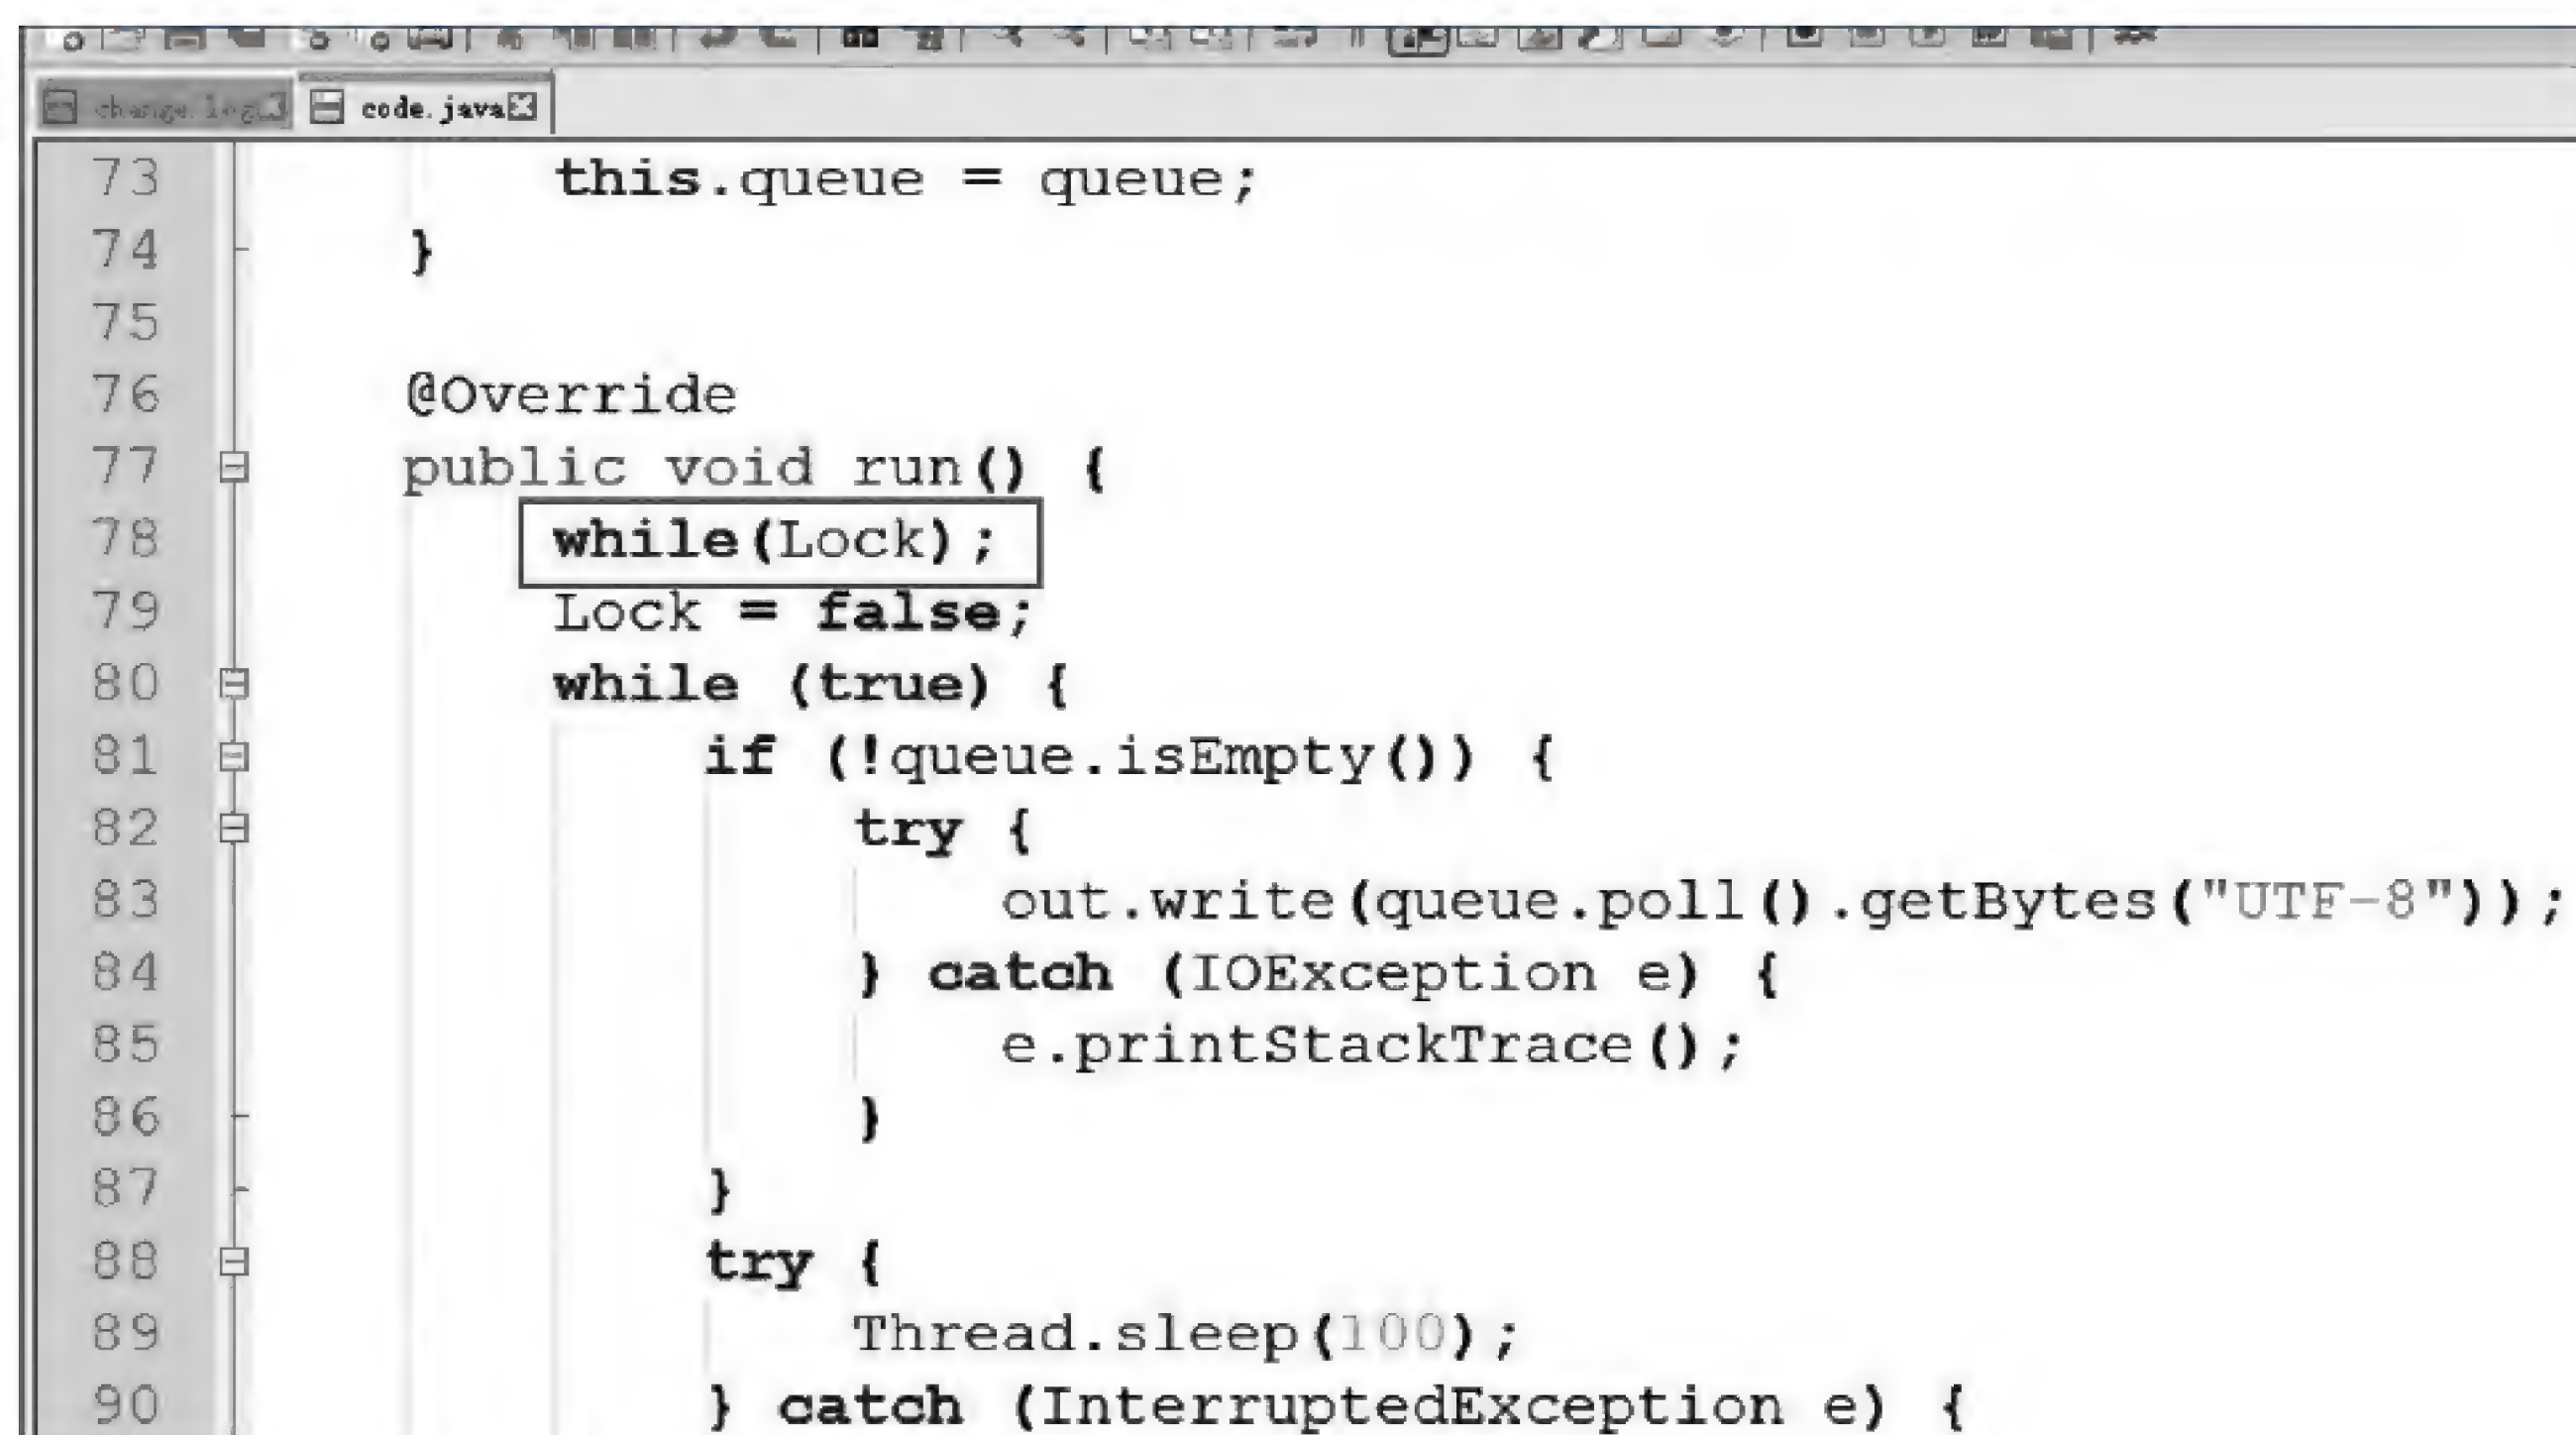 change.log
code.java
73 this.queue = queue;
74 }
75
76 @Override
77 public void run() {
78 while(Lock);
79 Lock = false;
80 while (true) {
81 if (!queue.isEmpty()) {
82 try {
83 out.write(queue.poll().getBytes("UTF-8"));
84 } catch (IOException e) {
85 e.printStackTrace();
86 }
87 }
88 try {
89 Thread.sleep(100);
90 } catch (InterruptedException e) {